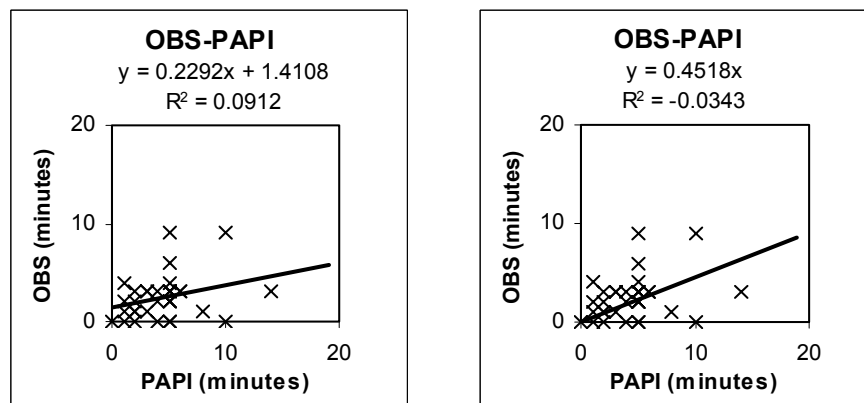 OBS-PAPI
y = 0.2292x + 1.4108
R² = 0.0912
20
10
0
OBS (minutes)
0 10 20
PAPI (minutes)
OBS-PAPI
y = 0.4518x
R² = -0.0343
20
10
0
OBS (minutes)
0 10 20
PAPI (minutes)